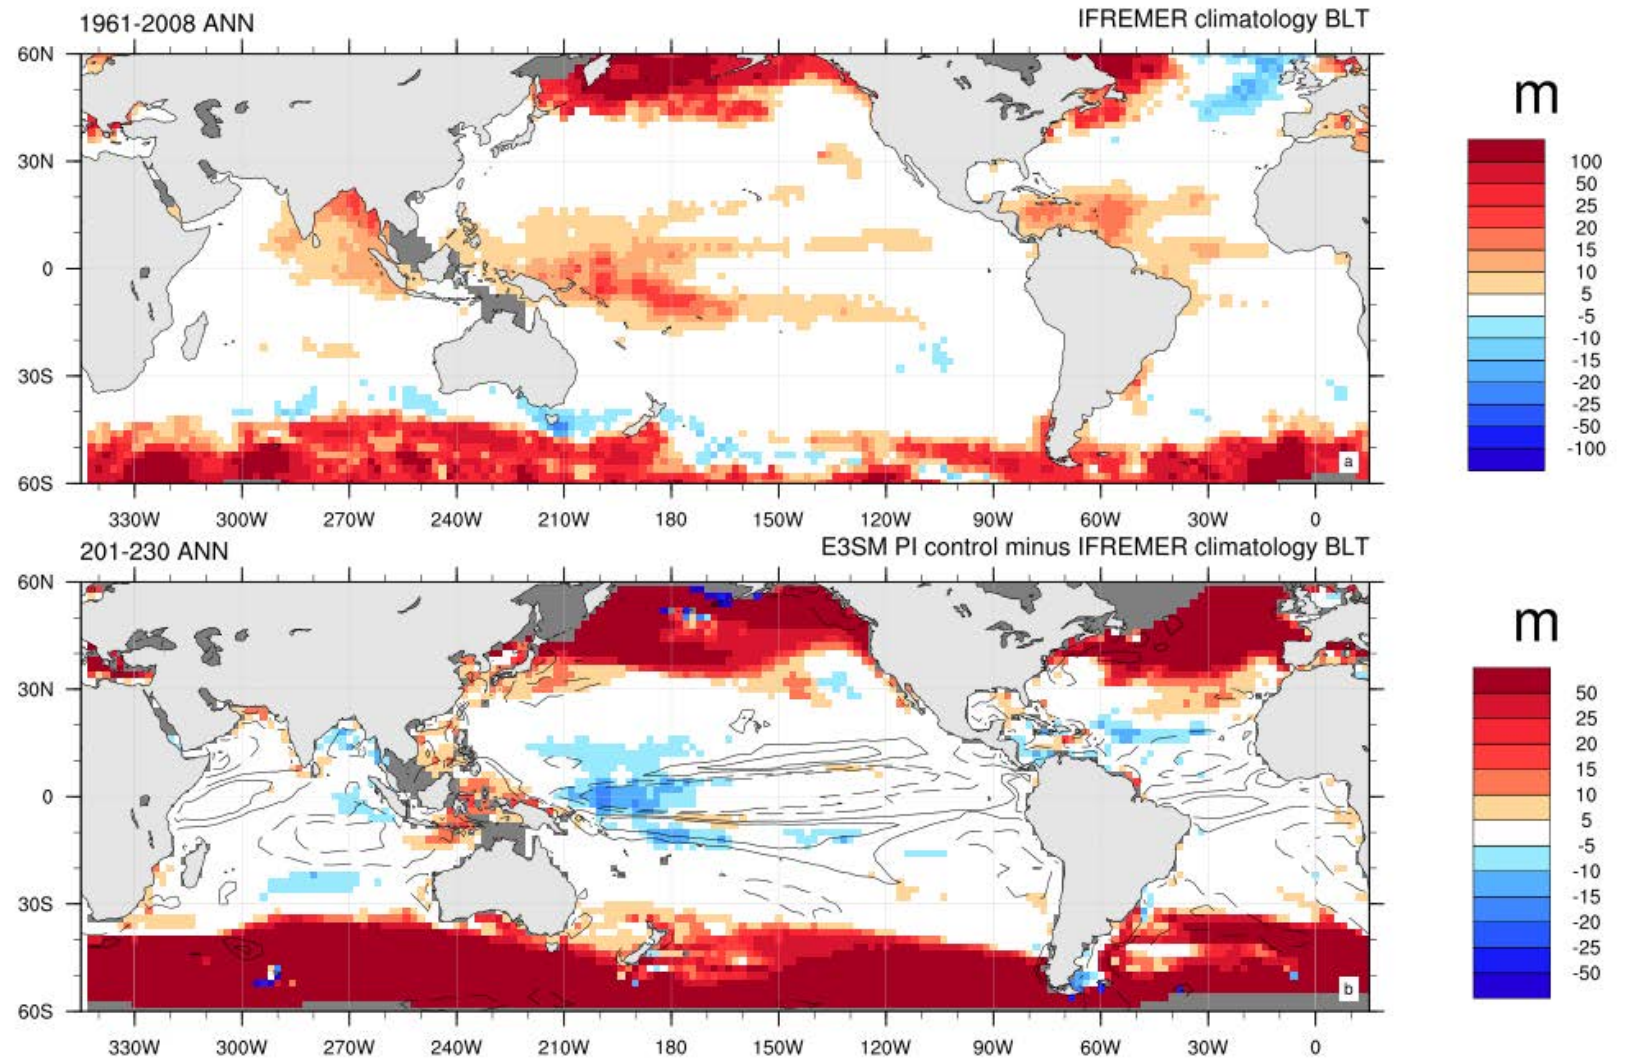 1961-2008 ANN IFREMER climatology BLT
m
60N
30N
0
30S
60S
a
330W 300W 270W 240W 210W 180 150W 120W 90W 60W 30W 0
100
50
25
20
15
10
5
-5
-10
-15
-20
-25
-50
-100
201-230 ANN E3SM PI control minus IFREMER climatology BLT
m
60N
30N
0
30S
60S
b
330W 300W 270W 240W 210W 180 150W 120W 90W 60W 30W 0
50
25
20
15
10
5
-5
-10
-15
-20
-25
-50